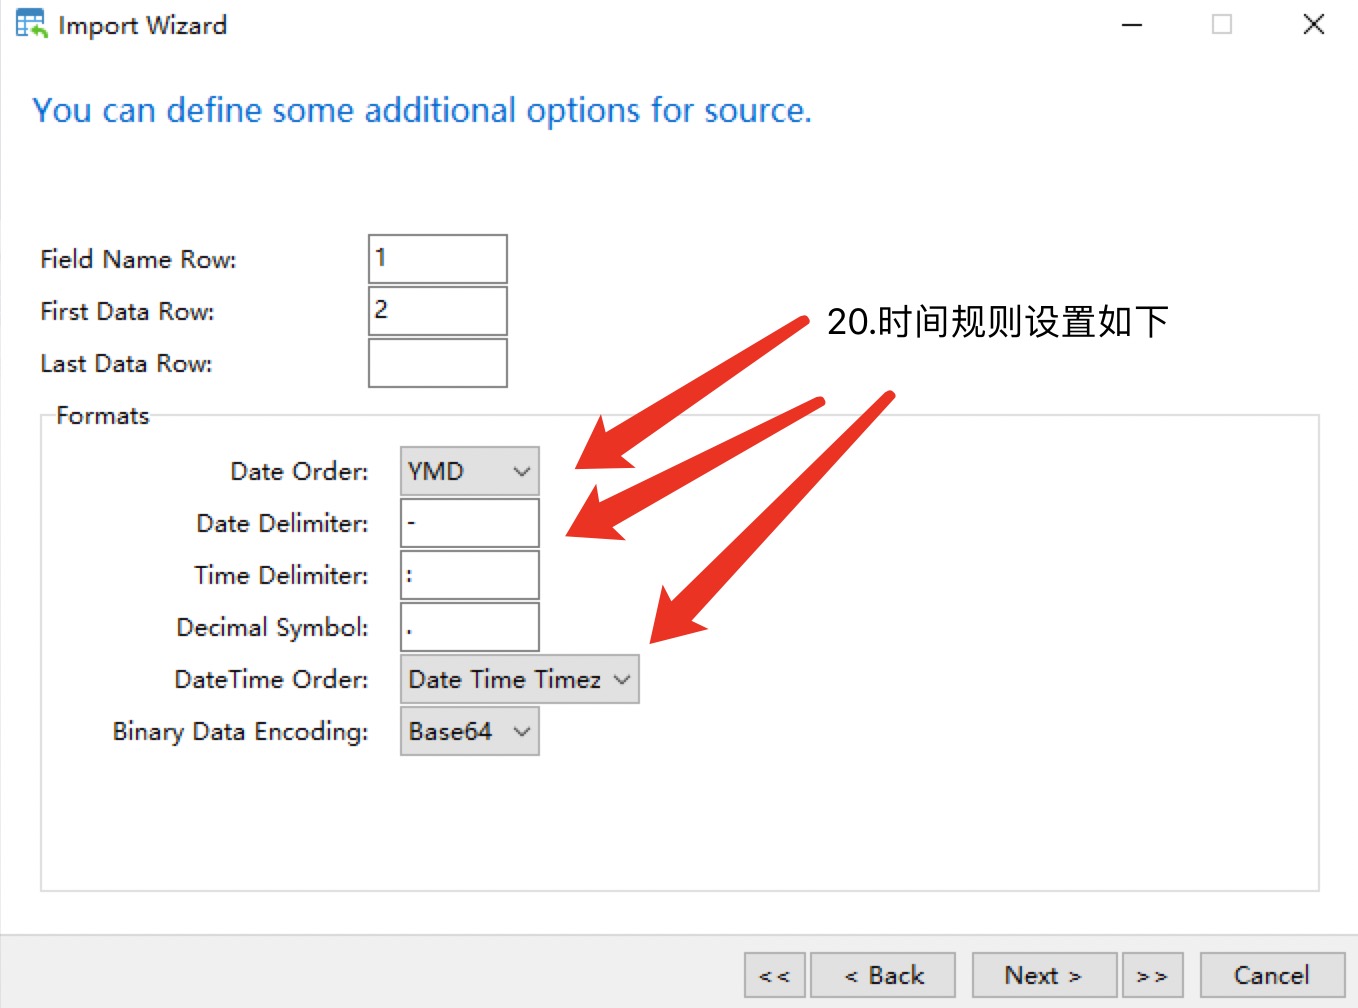 Import Wizard
You can define some additional options for source.
Field Name Row: 1
First Data Row: 2
Last Data Row:
20.时间规则设置如下
Formats
Date Order: YMD
Date Delimiter: -
Time Delimiter: :
Decimal Symbol: .
DateTime Order: Date Time Timez
Binary Data Encoding: Base64
<< < Back Next > >> Cancel